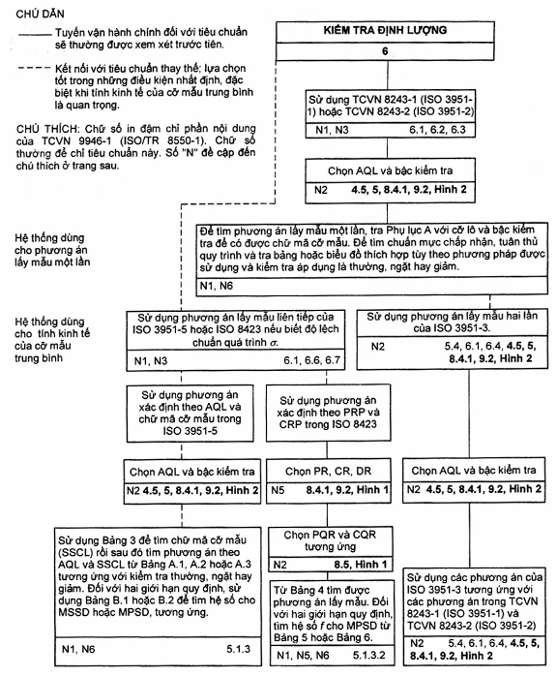 CHÚ DẪN
Tuyến vận hành chính đối với tiêu chuẩn
sẽ thường được xem xét trước tiên.
Kết nối với tiêu chuẩn thay thế; lựa chọn
tốt trong những điều kiện nhất định, đặc
biệt khi tính kinh tế của cỡ mẫu trung bình
là quan trọng.
CHÚ THÍCH: Chữ số in đậm chỉ phần nội dung
của TCVN 9946-1 (ISO/TR 8550-1). Chữ số
thường để chỉ tiêu chuẩn này. Số "N" đề cập đến
chú thích ở trang sau.
KIỂM TRA ĐỊNH LƯỢNG
6
Sử dụng TCVN 8243-1 (ISO 3951-
1) hoặc TCVN 8243-2 (ISO 3951-2)
N1, N3 6.1, 6.2, 6.3
Chọn AQL và bậc kiểm tra
N2 4.5, 5, 8.4.1, 9.2, Hình 2
Hệ thống dùng
cho phương án
lấy mẫu một lần
Để tìm phương án lấy mẫu một lần, tra Phụ lục A với cỡ lô và bậc kiểm
tra để có được chữ mã cỡ mẫu. Để tìm chuẩn mực chấp nhận, tuân thủ
quy trình và tra bảng hoặc biểu đồ thích hợp tùy theo phương pháp được
sử dụng và kiểm tra áp dụng là thường, ngặt hay giảm.
N1, N6
Hệ thống dùng
cho tính kinh tế
của cỡ mẫu
trung bình
Sử dụng phương án lấy mẫu liên tiếp của
ISO 3951-5 hoặc ISO 8423 nếu biết độ lệch
chuẩn quá trình σ.
N1, N3 6.1, 6.6, 6.7
Sử dụng phương án lấy mẫu hai lần
của ISO 3951-3.
N2 5.4, 6.1, 6.4, 4.5, 5,
8.4.1, 9.2, Hình 2
Sử dụng phương án
xác định theo AQL và
chữ mã cỡ mẫu trong
ISO 3951-5
Sử dụng phương án
xác định theo PRP và
CRP trong ISO 8423
Chọn AQL và bậc kiểm tra
N2 4.5, 5, 8.4.1, 9.2, Hình 2
Chọn PR, CR, DR
N5 8.4.1, 9.2, Hình 1
Chọn AQL và bậc kiểm tra
N2 4.5, 5, 8.4.1, 9.2, Hình 2
Chọn PQR và CQR
tương ứng
N2 8.5, Hình 1
Sử dụng Bảng 3 để tìm chữ mã cỡ mẫu
(SSCL) rồi sau đó tìm phương án theo
AQL và SSCL từ Bảng A.1, A.2 hoặc A.3
tương ứng với kiểm tra thường, ngặt hay
giảm. Đối với hai giới hạn quy định, sử
dụng Bảng B.1 hoặc B.2 để tìm hệ số cho
MSSD hoặc MPSD, tương ứng.
N1, N6 5.1.3
Từ Bảng 4 tìm được
phương án lấy mẫu. Đối
với hai giới hạn quy định,
tìm hệ số f cho MPSD từ
Bảng 5 hoặc Bảng 6.
N1, N5, N6 5.1.3.2
Sử dụng các phương án của
ISO 3951-3 tương ứng với
các phương án trong TCVN
8243-1 (ISO 3951-1) và
TCVN 8243-2 (ISO 3951-2)
N2 5.4, 6.1, 6.4, 4.5, 5,
8.4.1, 9.2, Hình 2